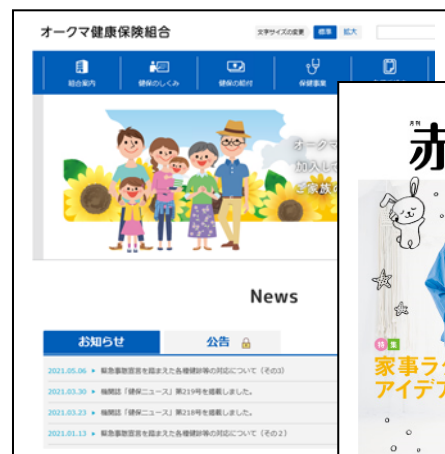 オークマ健康保険組合
文字サイズの変更 標準 拡大
組合案内 健保のしくみ 健保の給付 保健事業
オークマ
加入して
ご家族の
News
お知らせ 公告
2021.05.06 ▸ 緊急事態宣言を踏まえた各種健診等の対応について（その3）
2021.03.30 ▸ 機関誌「健保ニュース」第219号を掲載しました。
2021.03.23 ▸ 機関誌「健保ニュース」第218号を掲載しました。
2021.01.13 ▸ 緊急事態宣言を踏まえた各種健診等の対応について（その２）
月刊
赤
特集
家事ラ
アイデ